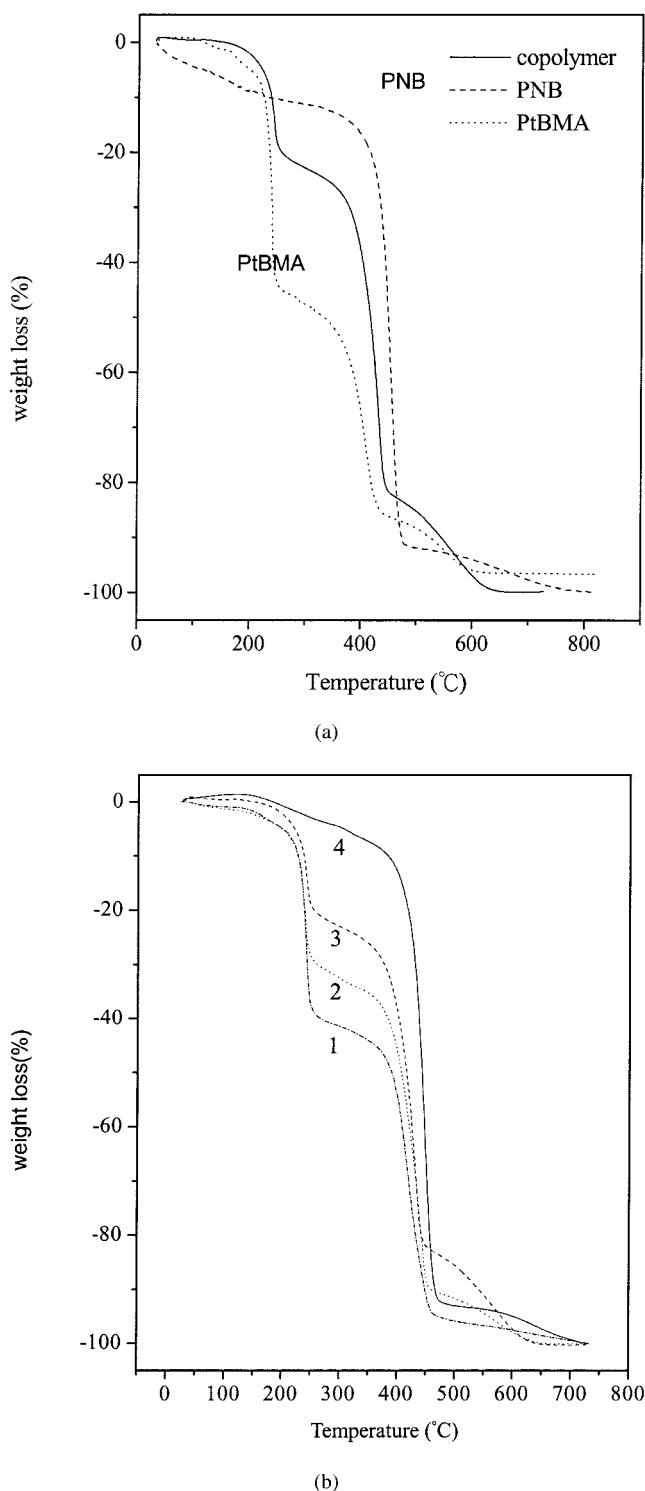 0
-20
-40
-60
-80
-100
weight loss (%)
PNB
copolymer
PNB
PtBMA
PtBMA
0 200 400 600 800
Temperature (℃)
(a)
0
-20
-40
-60
-80
-100
weight loss(%)
4
3
2
1
0 100 200 300 400 500 600 700 800
Temperature (℃)
(b)